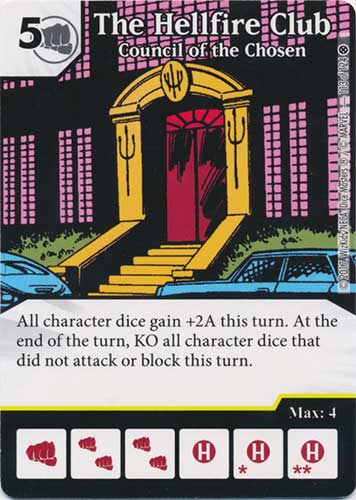 5
The Hellfire Club
Council of the Chosen
All character dice gain +2A this turn. At the
end of the turn, KO all character dice that
did not attack or block this turn.
Max: 4
H H H
* **